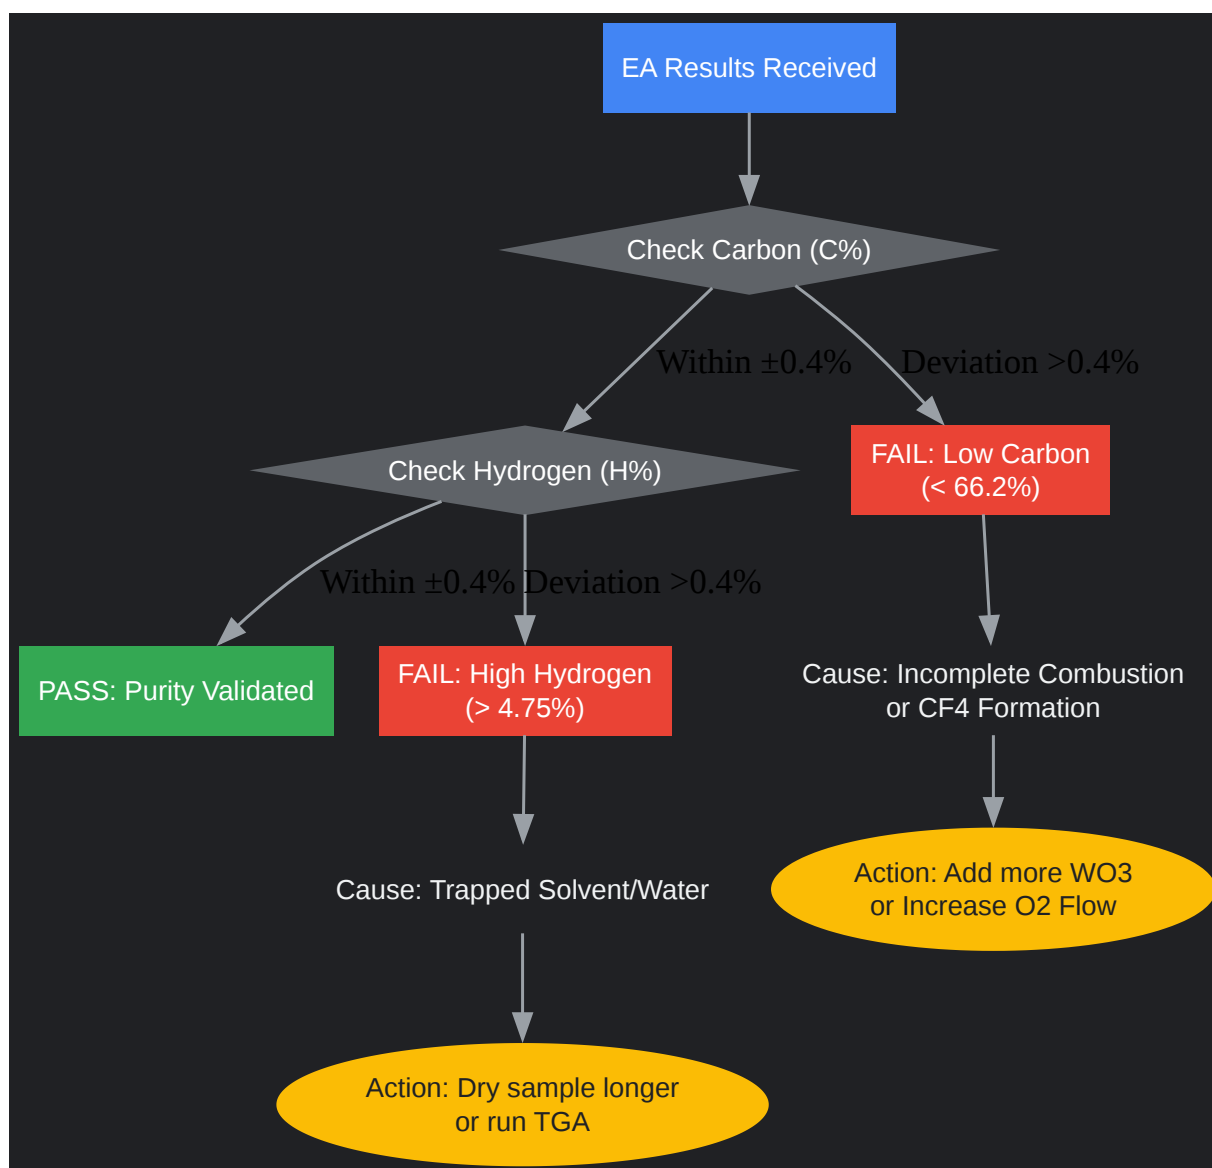 EA Results Received
Check Carbon (C%)
Within ±0.4%
Deviation >0.4%
Check Hydrogen (H%)
FAIL: Low Carbon
(< 66.2%)
Within ±0.4%
Deviation >0.4%
PASS: Purity Validated
FAIL: High Hydrogen
(> 4.75%)
Cause: Incomplete Combustion
or CF4 Formation
Cause: Trapped Solvent/Water
Action: Add more WO3
or Increase O2 Flow
Action: Dry sample longer
or run TGA